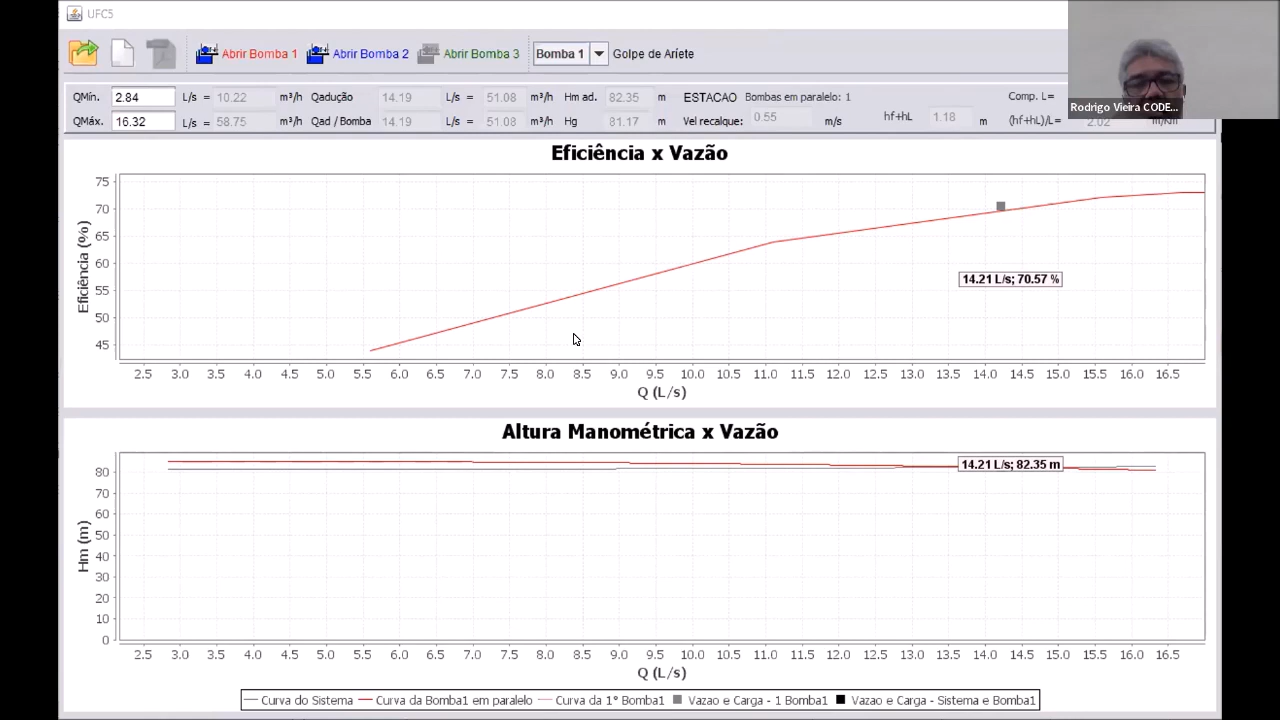 UFC5
Abrir Bomba 1 Abrir Bomba 2 Abrir Bomba 3 Bomba 1 Golpe de Aríete
Rodrigo Vieira CODE...
QMín. 2.84 L/s = 10.22 m³/h Qadução 14.19 L/s = 51.08 m³/h Hm ad. 82.35 m ESTACAO Bombas em paralelo: 1 Comp. L=
QMáx. 16.32 L/s = 58.75 m³/h Qad / Bomba 14.19 L/s = 51.08 m³/h Hg 81.17 m Vel recalque: 0.55 m/s hf+hL 1.18 m (hf+hL)/L= 2.02 m/Km
Eficiência x Vazão
Eficiência (%)
75
70
65
60
55
50
45
14.21 L/s; 70.57 %
2.5 3.0 3.5 4.0 4.5 5.0 5.5 6.0 6.5 7.0 7.5 8.0 8.5 9.0 9.5 10.0 10.5 11.0 11.5 12.0 12.5 13.0 13.5 14.0 14.5 15.0 15.5 16.0 16.5
Q (L/s)
Altura Manométrica x Vazão
Hm (m)
80
70
60
50
40
30
20
10
0
14.21 L/s; 82.35 m
2.5 3.0 3.5 4.0 4.5 5.0 5.5 6.0 6.5 7.0 7.5 8.0 8.5 9.0 9.5 10.0 10.5 11.0 11.5 12.0 12.5 13.0 13.5 14.0 14.5 15.0 15.5 16.0 16.5
Q (L/s)
Curva do Sistema Curva da Bomba1 em paralelo Curva da 1° Bomba1 Vazao e Carga - 1 Bomba1 Vazao e Carga - Sistema e Bomba1